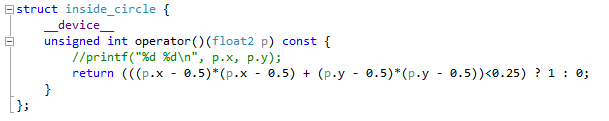 struct inside_circle {
    __device__
    unsigned int operator()(float2 p) const {
        //printf("%d %d\n", p.x, p.y);
        return (((p.x - 0.5)*(p.x - 0.5) + (p.y - 0.5)*(p.y - 0.5))<0.25) ? 1 : 0;
    }
};